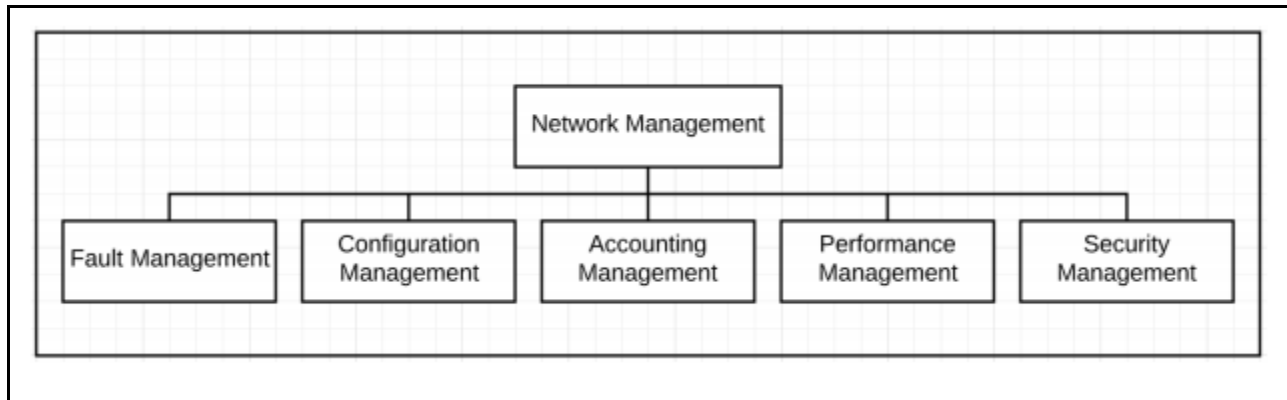 Network Management
Fault Management
Configuration
Management
Accounting
Management
Performance
Management
Security
Management